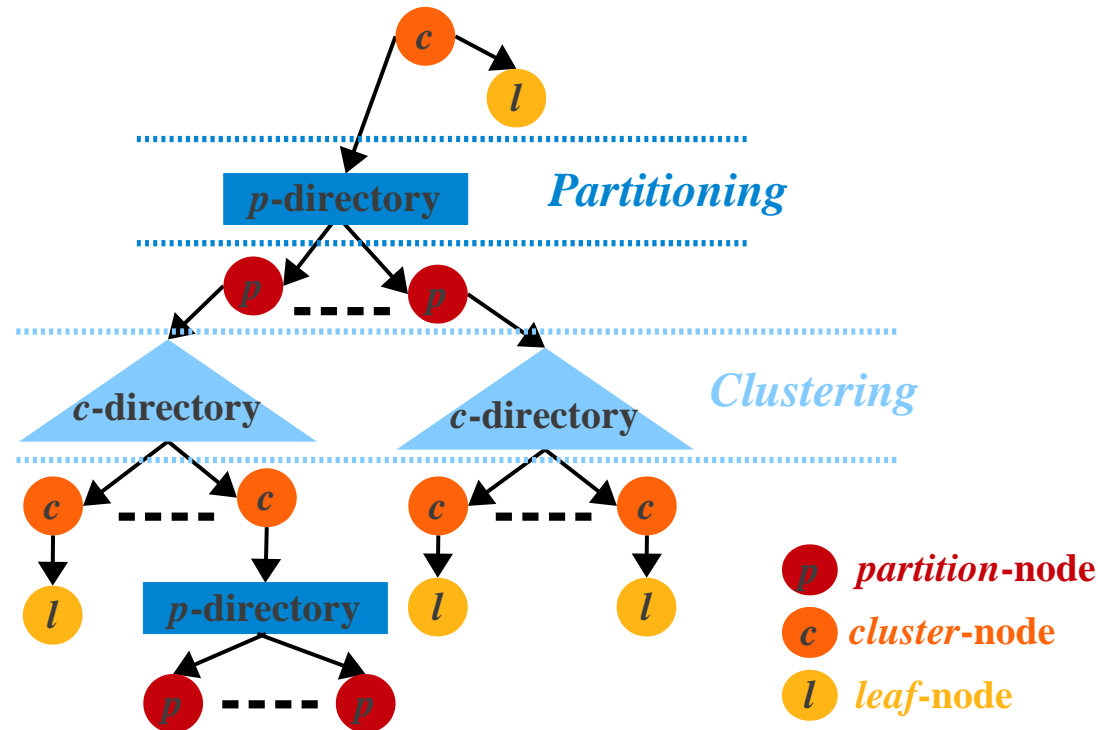 c
l
p-directory
Partitioning
p
p
c-directory
c-directory
Clustering
c
c
c
c
l
p-directory
l
l
p
p
p partition-node
c cluster-node
l leaf-node